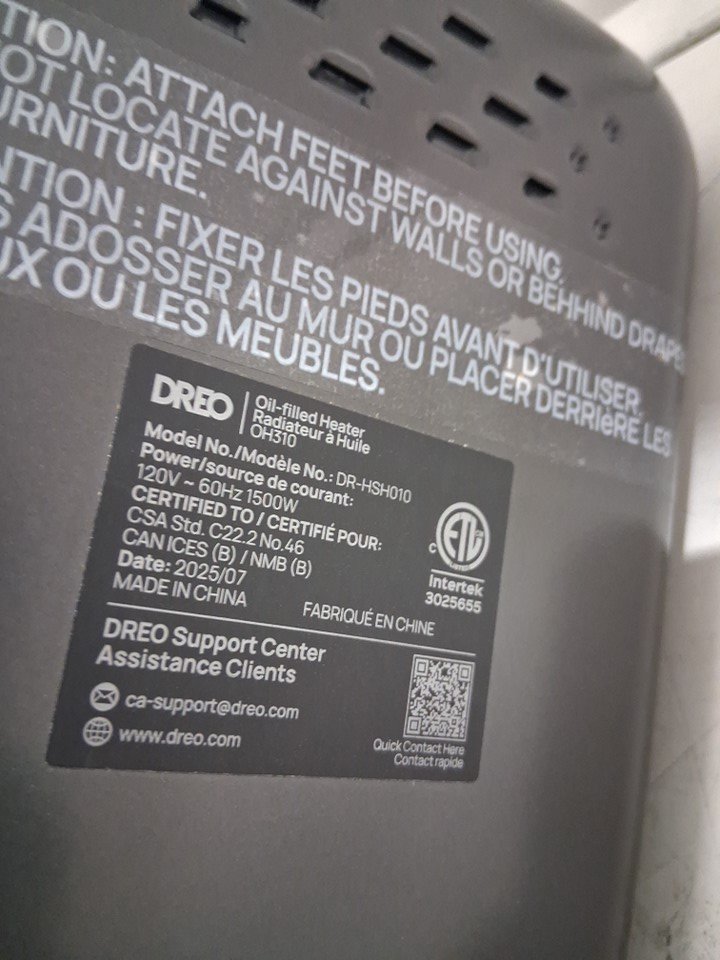 TION: ATTACH FEET BEFORE USING.
OT LOCATE AGAINST WALLS OR BEHHIND DRAPE
URNITURE.
NTION : FIXER LES PIEDS AVANT D'UTILISER.
S ADOSSER AU MUR OU PLACER DERRIèRE LES
UX OU LES MEUBLES.
DREO
Oil-filled Heater
Radiateur à Huile
OH310
Model No./Modèle No.: DR-HSH010
Power/source de courant:
120V ~ 60Hz 1500W
CERTIFIED TO / CERTIFIÉ POUR:
CSA Std. C22.2 No.46
CAN ICES (B) / NMB (B)
Date: 2025/07
MADE IN CHINA FABRIQUÉ EN CHINE
C ETL
LISTED
Intertek
3025655
DREO Support Center
Assistance Clients
ca-support@dreo.com
www.dreo.com
Quick Contact Here
Contact rapide